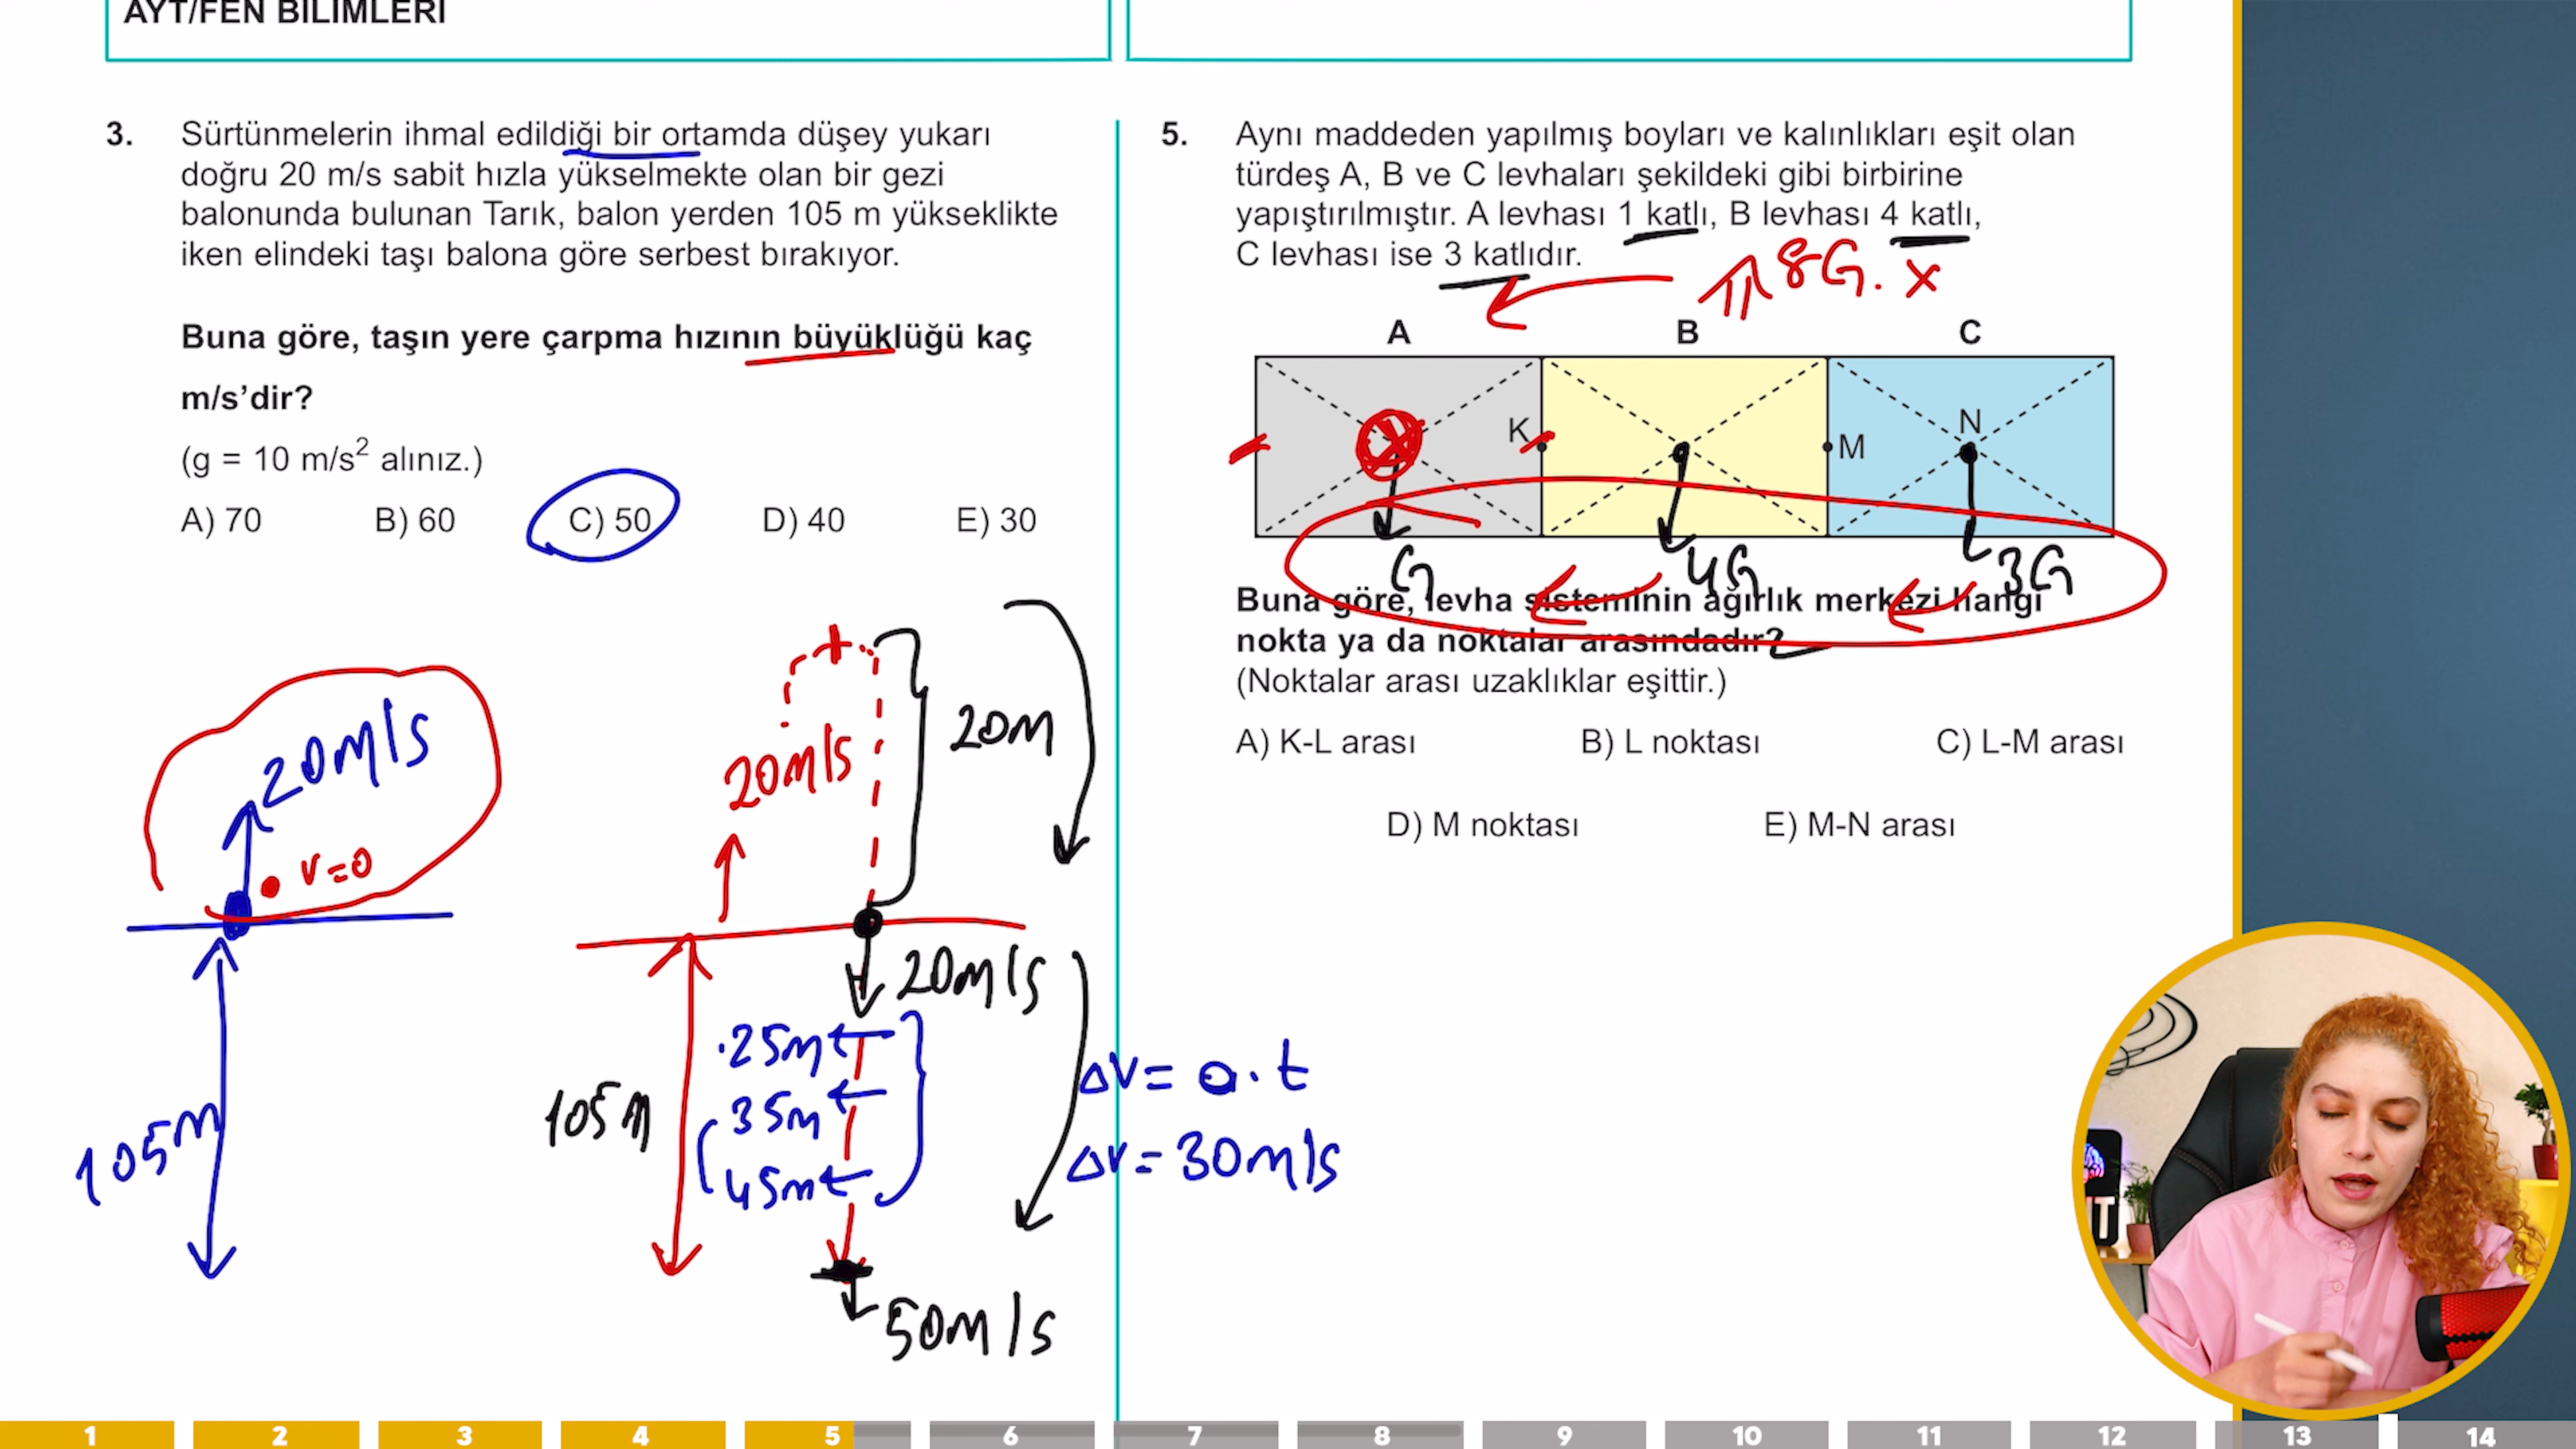 AYT/FEN BİLİMLERİ
3.
Sürtünmelerin ihmal edildiği bir ortamda düşey yukarı
doğru 20 m/s sabit hızla yükselmekte olan bir gezi
balonunda bulunan Tarık, balon yerden 105 m yükseklikte
iken elindeki taşı balona göre serbest bırakıyor.
Buna göre, taşın yere çarpma hızının büyüklüğü kaç
m/s'dir?
(g = 10 m/s² alınız.)
A) 70 B) 60 C) 50 D) 40 E) 30
20m/s
v=0
105m
20m/s
20m
20m/s
105m
25m
35m
45m
50m/s
ΔV = a.t
ΔV = 30m/s
5.
Aynı maddeden yapılmış boyları ve kalınlıkları eşit olan
türdeş A, B ve C levhaları şekildeki gibi birbirine
yapıştırılmıştır. A levhası 1 katlı, B levhası 4 katlı,
C levhası ise 3 katlıdır.
8G. x
A B C
K M N
G 4G 3G
Buna göre, levha sisteminin ağırlık merkezi hangi
nokta ya da noktalar arasındadır?
(Noktalar arası uzaklıklar eşittir.)
A) K-L arası B) L noktası C) L-M arası
D) M noktası E) M-N arası
1 2 3 4 5 6 7 8 9 10 11 12 13 14